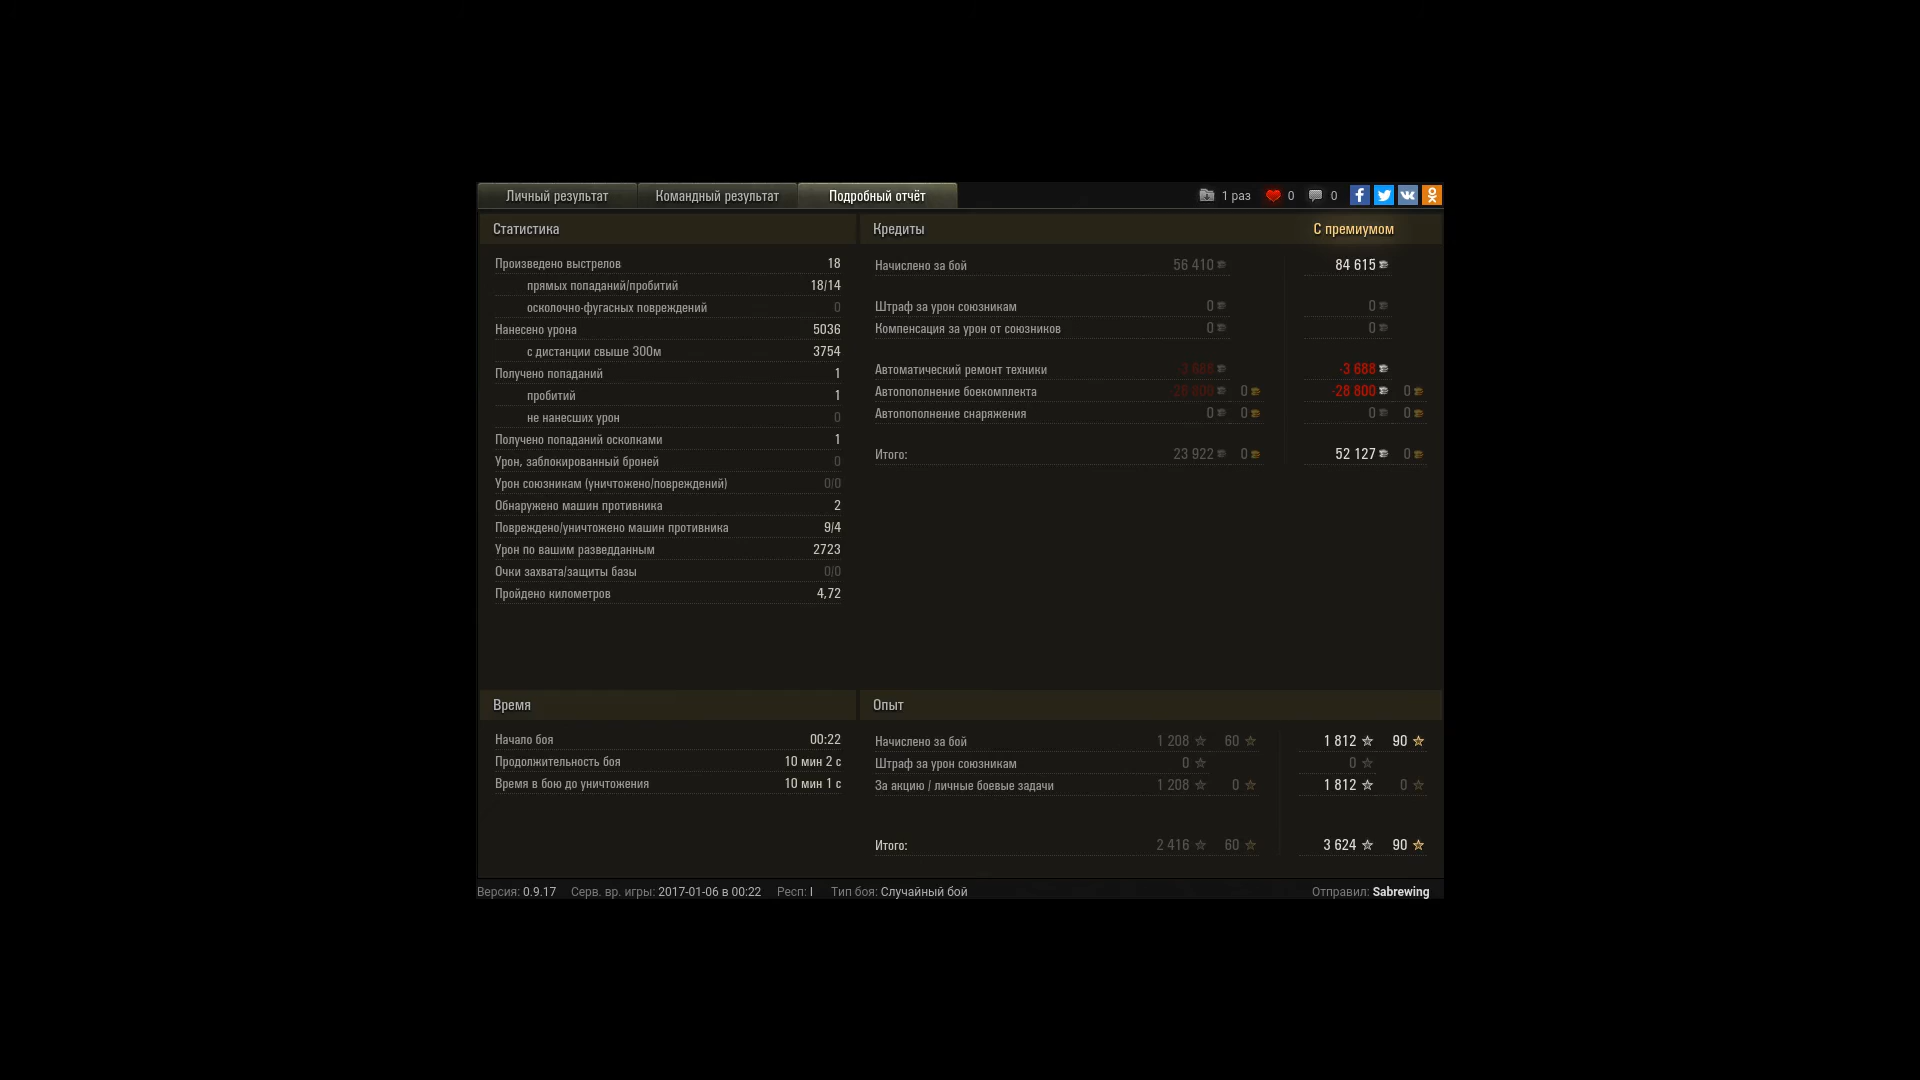 Личный результат Командный результат Подробный отчёт 1 раз 0 0
Статистика
Произведено выстрелов 18
прямых попаданий/пробитий 18/14
осколочно-фугасных повреждений 0
Нанесено урона 5036
с дистанции свыше 300м 3754
Получено попаданий 1
пробитий 1
не нанесших урон 0
Получено попаданий осколками 1
Урон, заблокированный броней 0
Урон союзникам (уничтожено/повреждений) 0/0
Обнаружено машин противника 2
Повреждено/уничтожено машин противника 9/4
Урон по вашим разведданным 2723
Очки захвата/защиты базы 0/0
Пройдено километров 4,72
Кредиты С премиумом
Начислено за бой 56 410 84 615
Штраф за урон союзникам 0 0
Компенсация за урон от союзников 0 0
Автоматический ремонт техники -3 688 -3 688
Автопополнение боекомплекта -28 800 0 -28 800 0
Автопополнение снаряжения 0 0 0 0
Итого: 23 922 0 52 127 0
Время
Начало боя 00:22
Продолжительность боя 10 мин 2 с
Время в бою до уничтожения 10 мин 1 с
Опыт
Начислено за бой 1 208 60 1 812 90
Штраф за урон союзникам 0 0
За акцию / личные боевые задачи 1 208 0 1 812 0
Итого: 2 416 60 3 624 90
Версия: 0.9.17 Серв. вр. игры: 2017-01-06 в 00:22 Респ: I Тип боя: Случайный бой Отправил: Sabrewing